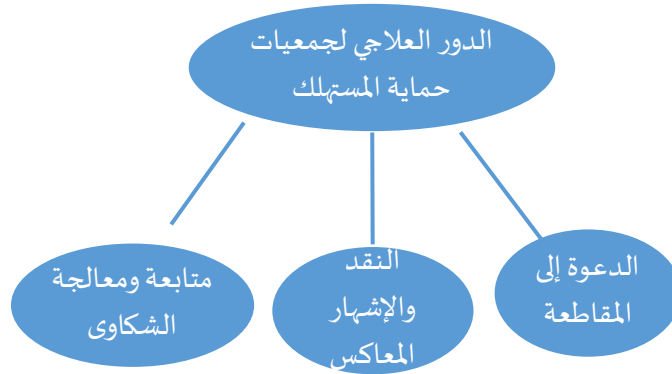 الدور العلاجي لجمعيات
حماية المستهلك
الدعوة إلى
المقاطعة
النقد
والإشهار
المعاكس
متابعة ومعالجة
الشكاوى